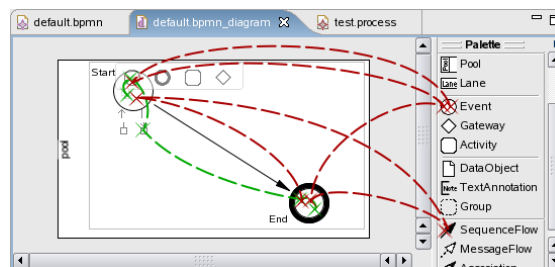 default.bpmn
default.bpmn_diagram
test.process
Palette
Pool
Lane
Lane
Event
Gateway
Activity
DataObject
Note
TextAnnotation
Group
SequenceFlow
MessageFlow
Start
pool
End